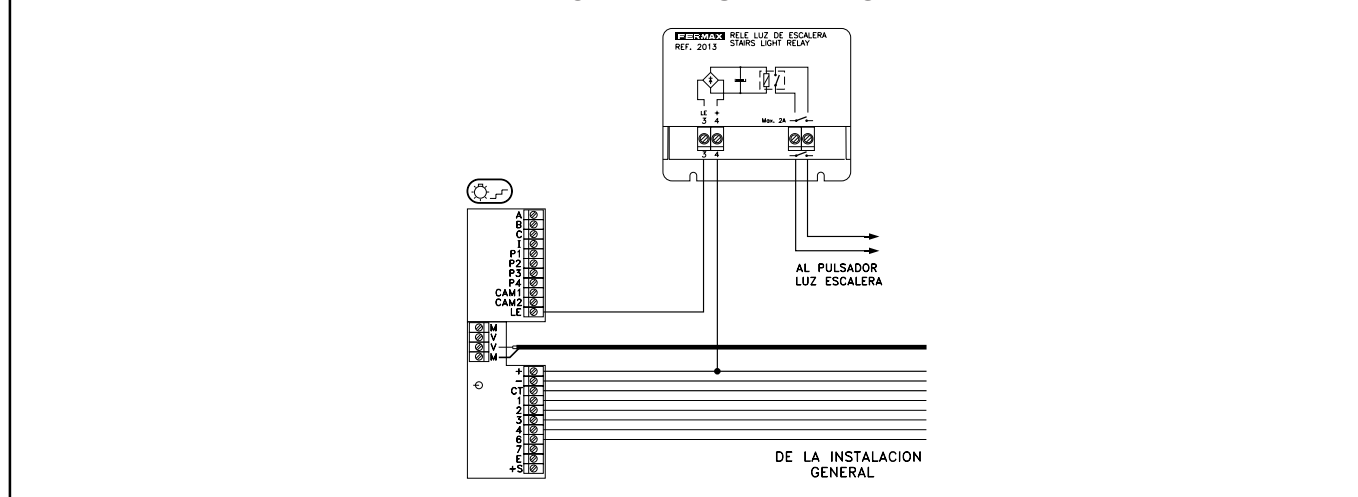 FERMAX RELE LUZ DE ESCALERA
REF. 2013 STAIRS LIGHT RELAY
LE +
3 4 Max. 2A
3 4
A
B
C
I
P1
P2
P3
P4
CAM1
CAM2
LE
M
V
V
M
+
-
CT
1
2
3
4
6
7
E
+S
AL PULSADOR
LUZ ESCALERA
DE LA INSTALACION
GENERAL